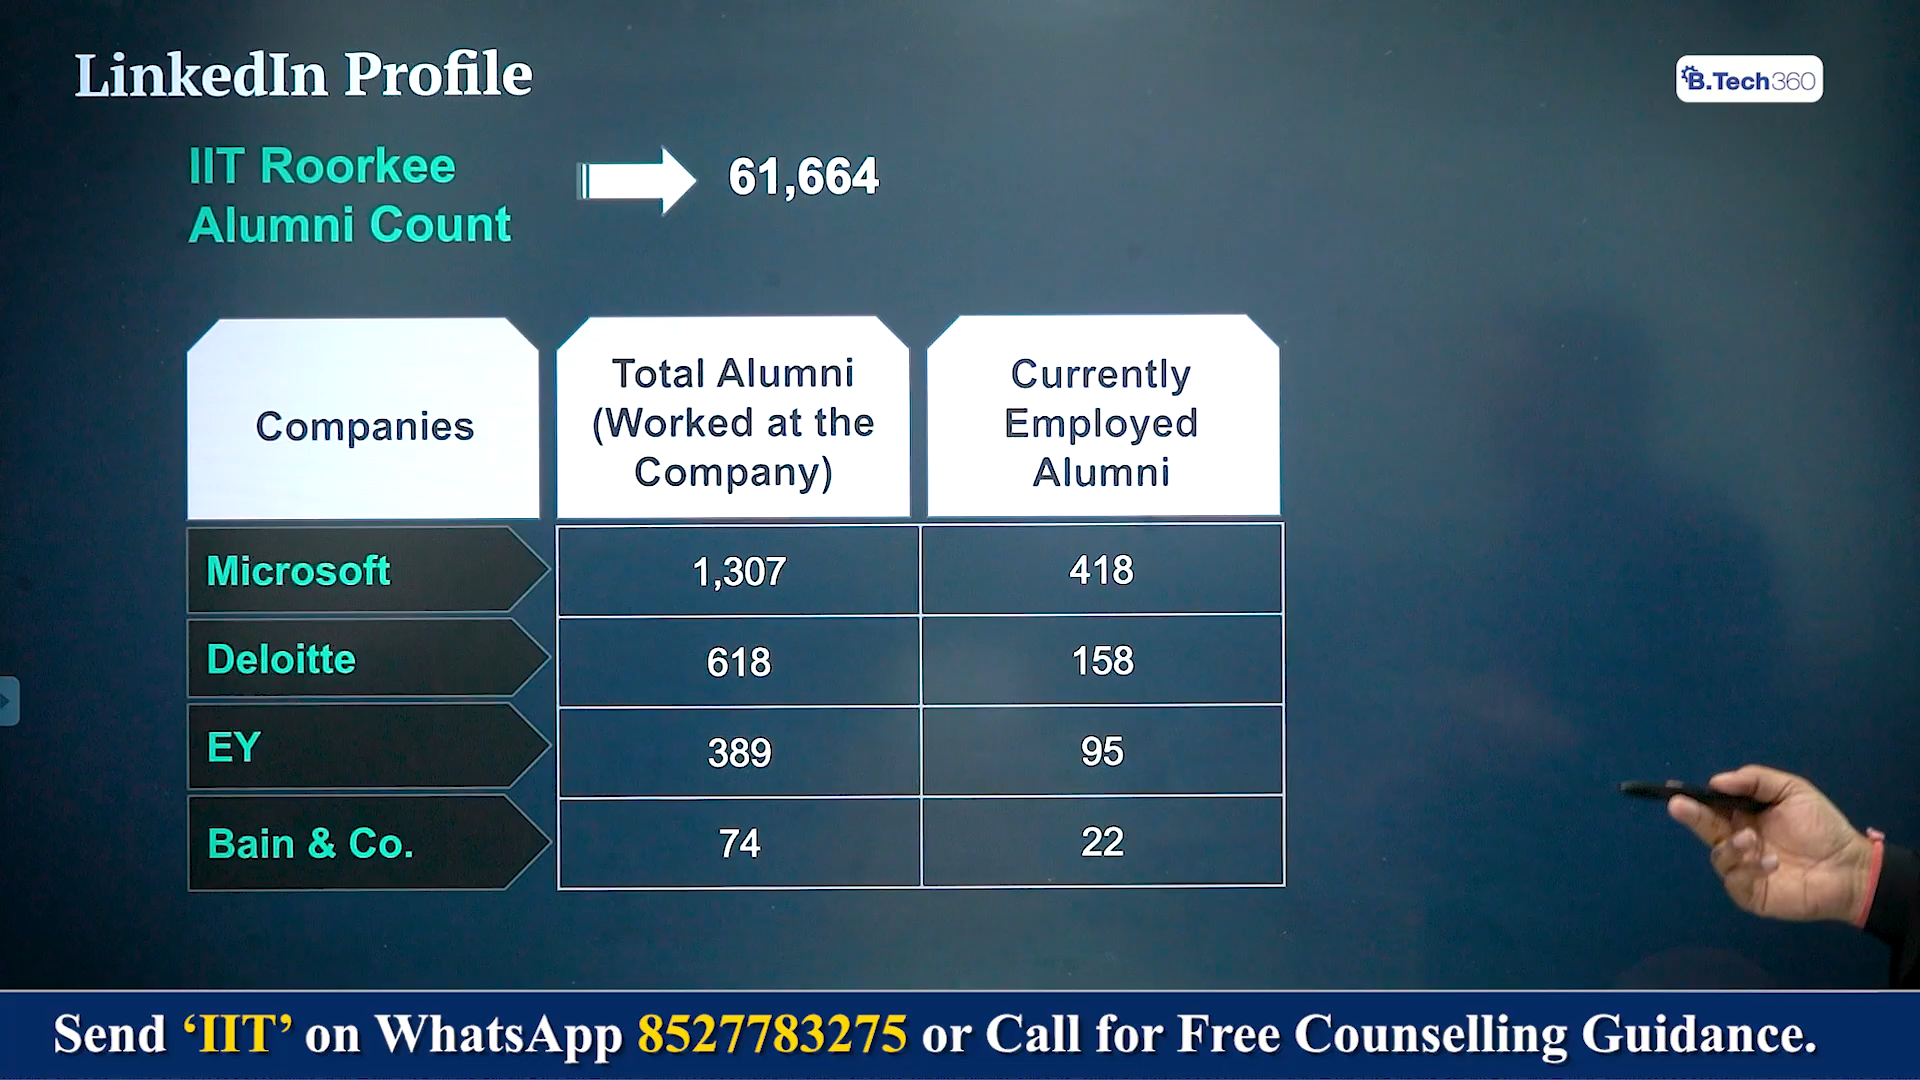 LinkedIn Profile
B.Tech360
IIT Roorkee
Alumni Count
61,664
Companies
Total Alumni
(Worked at the
Company)
Currently
Employed
Alumni
Microsoft
1,307
418
Deloitte
618
158
EY
389
95
Bain & Co.
74
22
Send ‘IIT’ on WhatsApp 8527783275 or Call for Free Counselling Guidance.